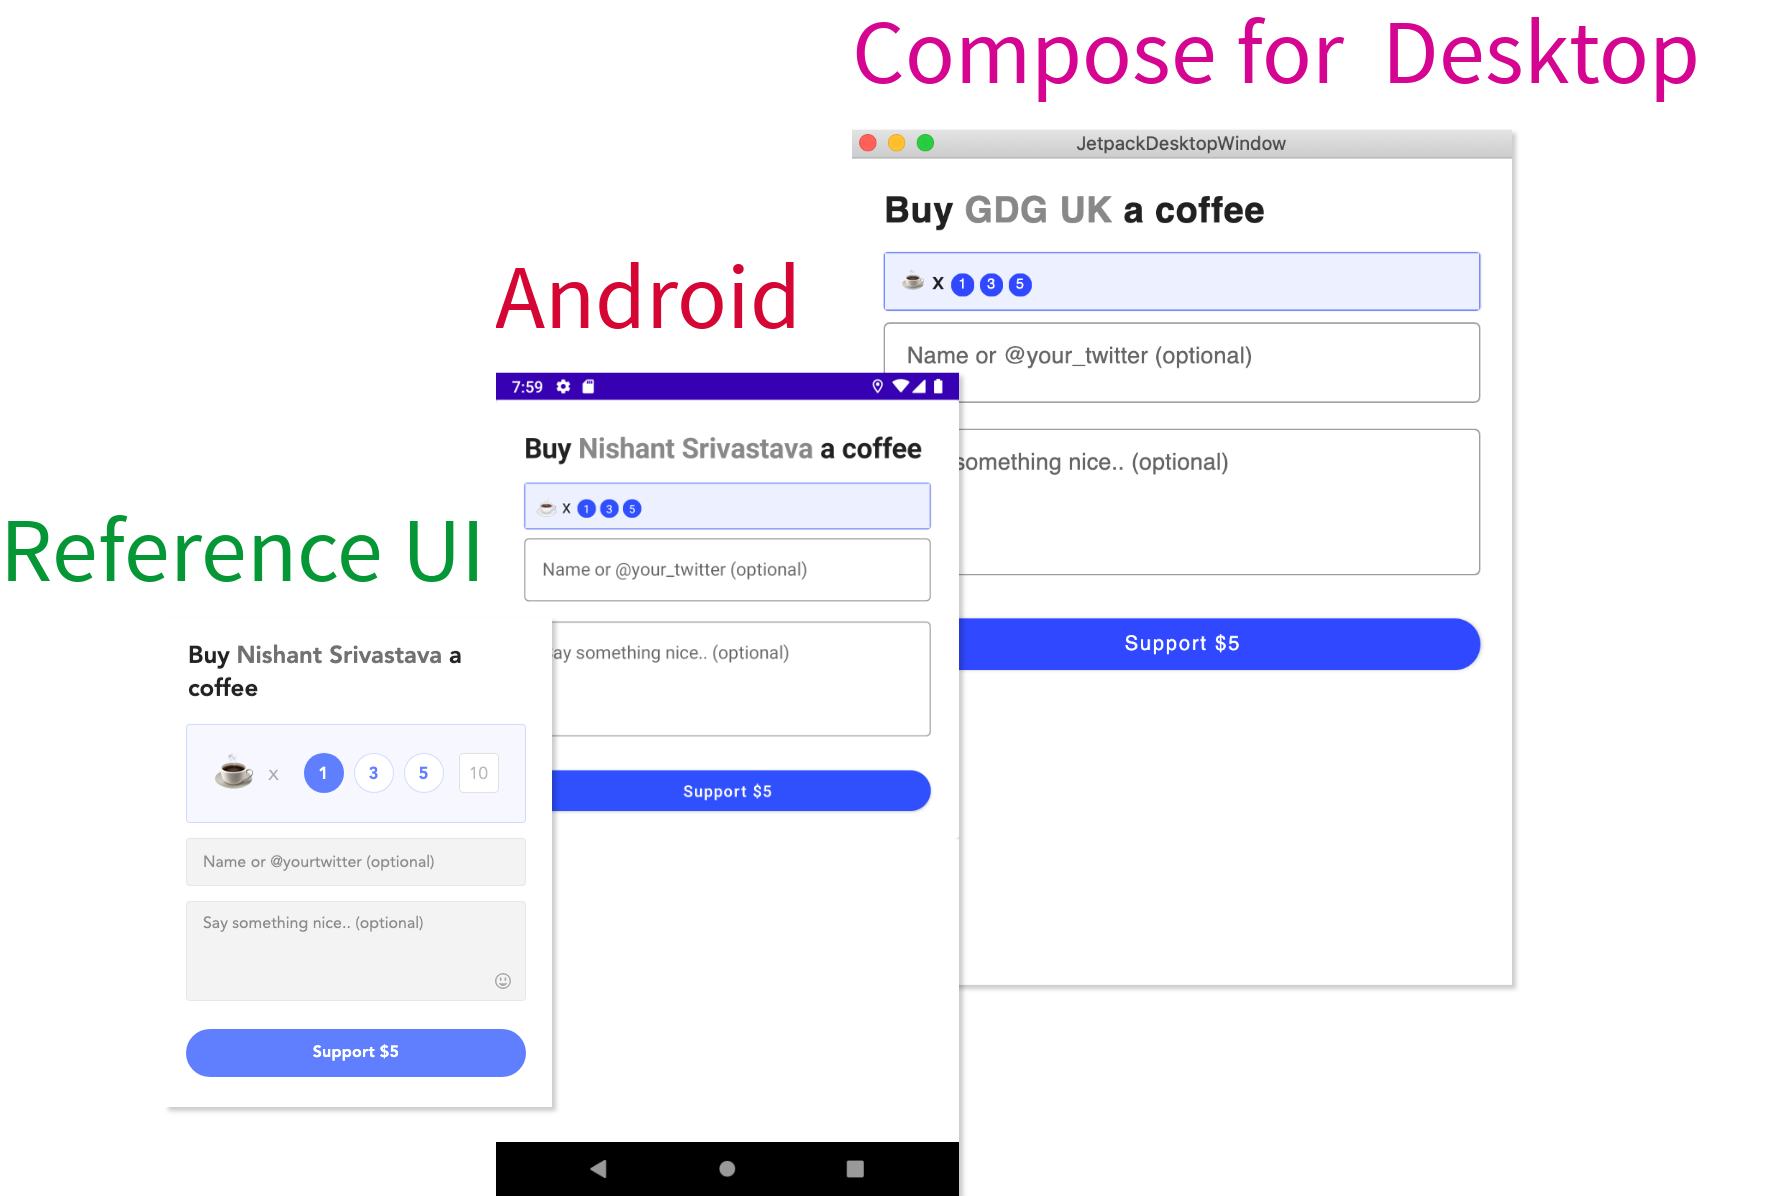 Compose for Desktop
JetpackDesktopWindow
Buy GDG UK a coffee
x 1 3 5
Name or @your_twitter (optional)
something nice.. (optional)
Support $5
Android
7:59
Buy Nishant Srivastava a coffee
x 1 3 5
Name or @your_twitter (optional)
ay something nice.. (optional)
Support $5
Reference UI
Buy Nishant Srivastava a
coffee
x 1 3 5 10
Name or @yourtwitter (optional)
Say something nice.. (optional)
Support $5